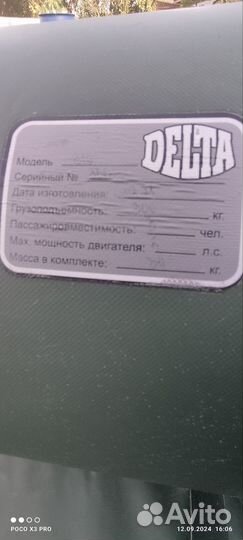 DELTA
Модель
Серийный №
Дата изготовления:
Грузоподъемность: кг.
Пассажировместимость: чел.
Max. мощность двигателя: л.с.
Масса в комплекте: кг.
POCO X3 PRO
12.09.2024 16:06
Avito